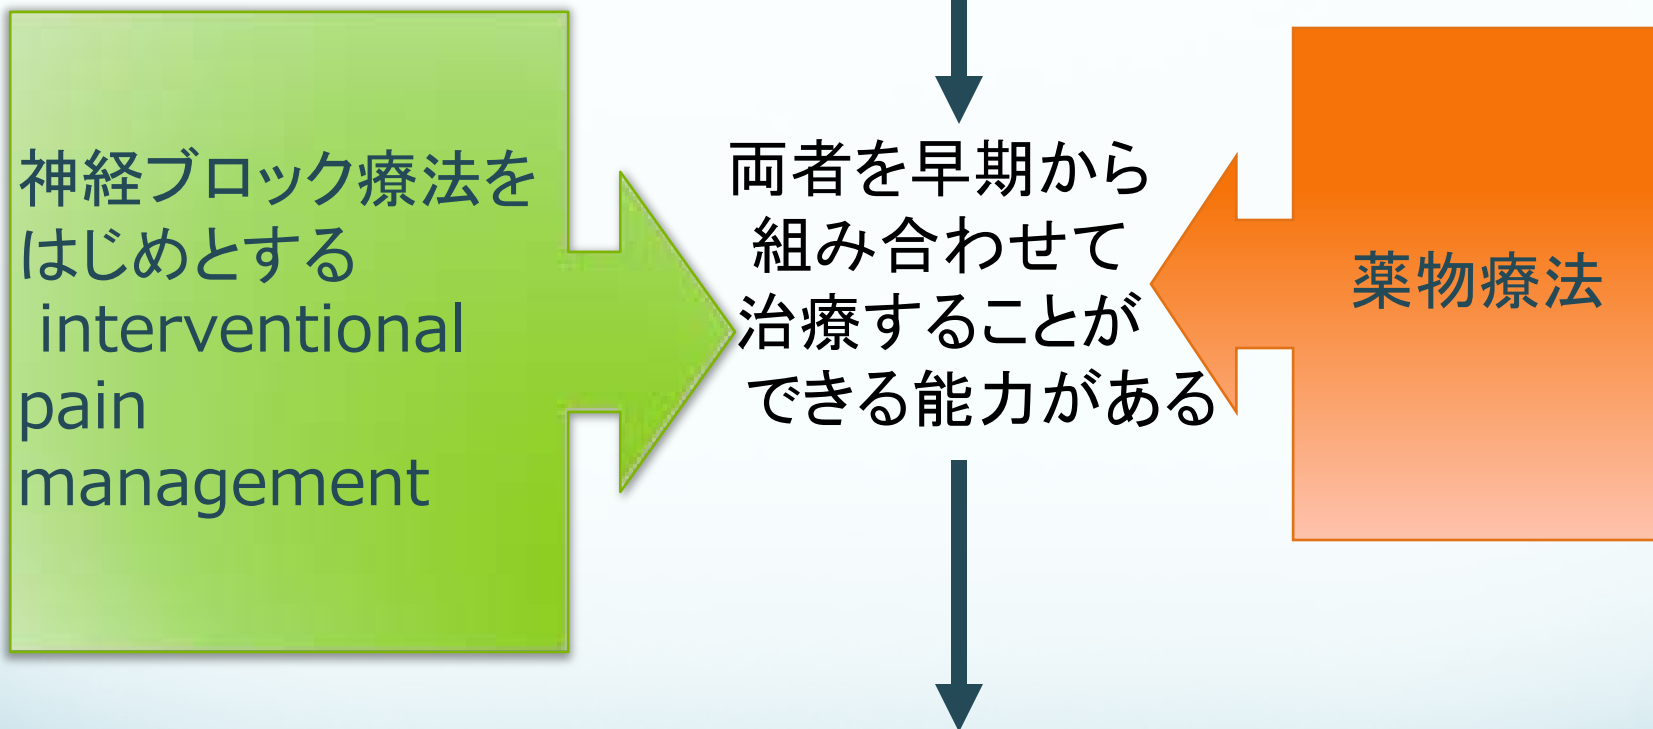 神経ブロック療法を
はじめとする
interventional
pain
management
両者を早期から
組み合わせて
治療することが
できる能力がある
薬物療法